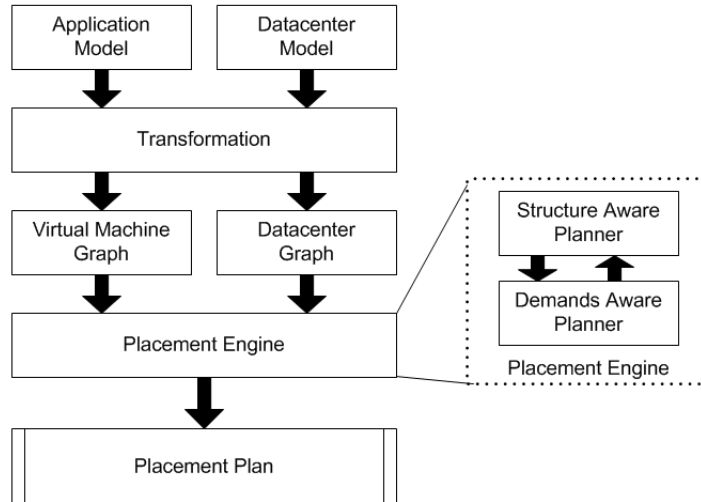 Application
Model
Datacenter
Model
Transformation
Virtual Machine
Graph
Datacenter
Graph
Structure Aware
Planner
Demands Aware
Planner
Placement Engine
Placement Engine
Placement Plan